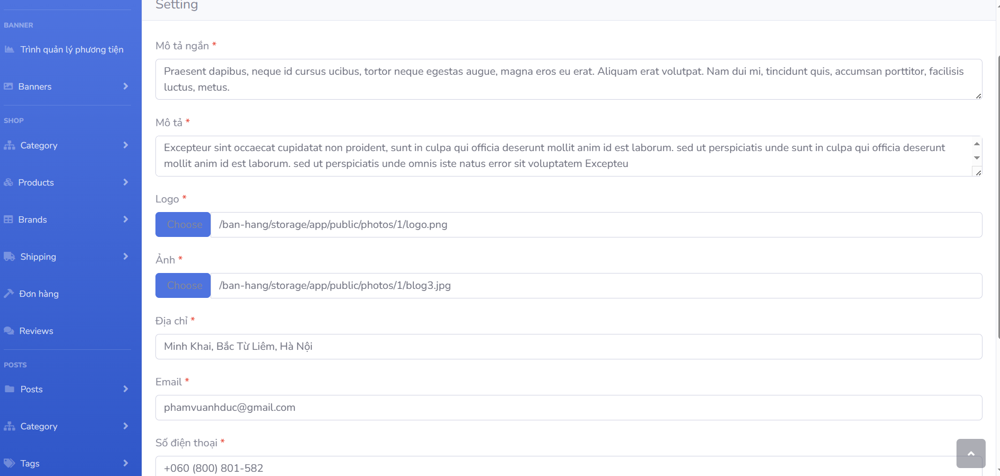 BANNER
Trình quản lý phương tiện
Banners
SHOP
Category
Products
Brands
Shipping
Đơn hàng
Reviews
POSTS
Posts
Category
Tags
Setting
Mô tả ngắn *
Praesent dapibus, neque id cursus ucibus, tortor neque egestas augue, magna eros eu erat. Aliquam erat volutpat. Nam dui mi, tincidunt quis, accumsan porttitor, facilisis
luctus, metus.
Mô tả *
Excepteur sint occaecat cupidatat non proident, sunt in culpa qui officia deserunt mollit anim id est laborum. sed ut perspiciatis unde sunt in culpa qui officia deserunt
mollit anim id est laborum. sed ut perspiciatis unde omnis iste natus error sit voluptatem Excepteu
Logo *
Choose /ban-hang/storage/app/public/photos/1/logo.png
Ảnh *
Choose /ban-hang/storage/app/public/photos/1/blog3.jpg
Địa chỉ *
Minh Khai, Bắc Từ Liêm, Hà Nội
Email *
phamvuanhduc@gmail.com
Số điện thoại *
+060 (800) 801-582